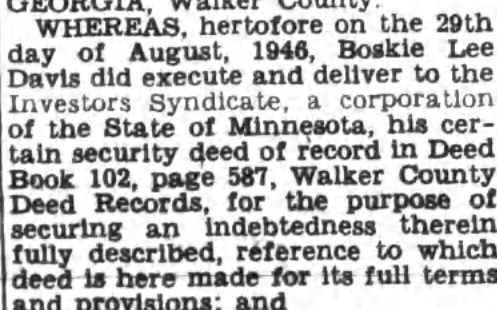 GEORGIA, Walker County.
WHEREAS, hertofore on the 29th
day of August, 1946, Boskie Lee
Davis did execute and deliver to the
Investors Syndicate, a corporation
of the State of Minnesota, his cer-
tain security deed of record in Deed
Book 102, page 587, Walker County
Deed Records, for the purpose of
securing an indebtedness therein
fully described, reference to which
deed is here made for its full terms
and provisions; and